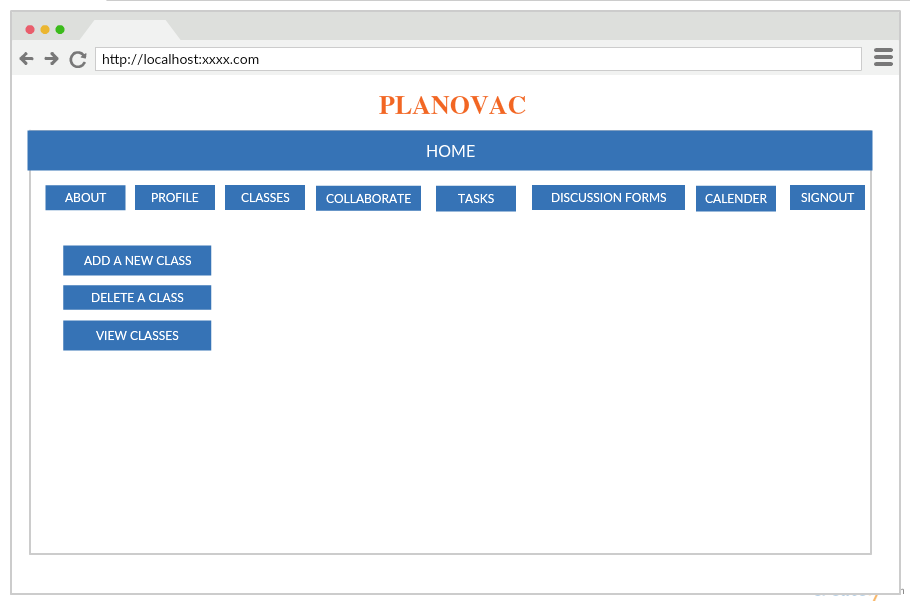 http://localhost:xxxx.com
PLANOVAC
HOME
ABOUT PROFILE CLASSES COLLABORATE TASKS DISCUSSION FORMS CALENDER SIGNOUT
ADD A NEW CLASS
DELETE A CLASS
VIEW CLASSES